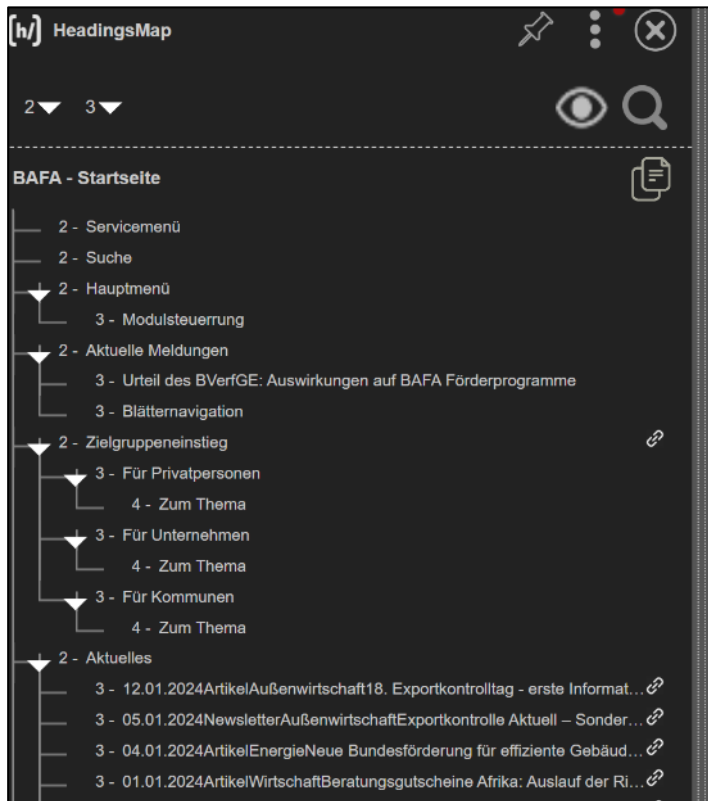 [h/] HeadingsMap
2 3
BAFA - Startseite
2 - Servicemenü
2 - Suche
2 - Hauptmenü
3 - Modulsteuerrung
2 - Aktuelle Meldungen
3 - Urteil des BVerfGE: Auswirkungen auf BAFA Förderprogramme
3 - Blätternavigation
2 - Zielgruppeneinstieg
3 - Für Privatpersonen
4 - Zum Thema
3 - Für Unternehmen
4 - Zum Thema
3 - Für Kommunen
4 - Zum Thema
2 - Aktuelles
3 - 12.01.2024ArtikelAußenwirtschaft18. Exportkontrolltag - erste Informat...
3 - 05.01.2024NewsletterAußenwirtschaftExportkontrolle Aktuell – Sonder...
3 - 04.01.2024ArtikelEnergieNeue Bundesförderung für effiziente Gebäud...
3 - 01.01.2024ArtikelWirtschaftBeratungsgutscheine Afrika: Auslauf der Ri...